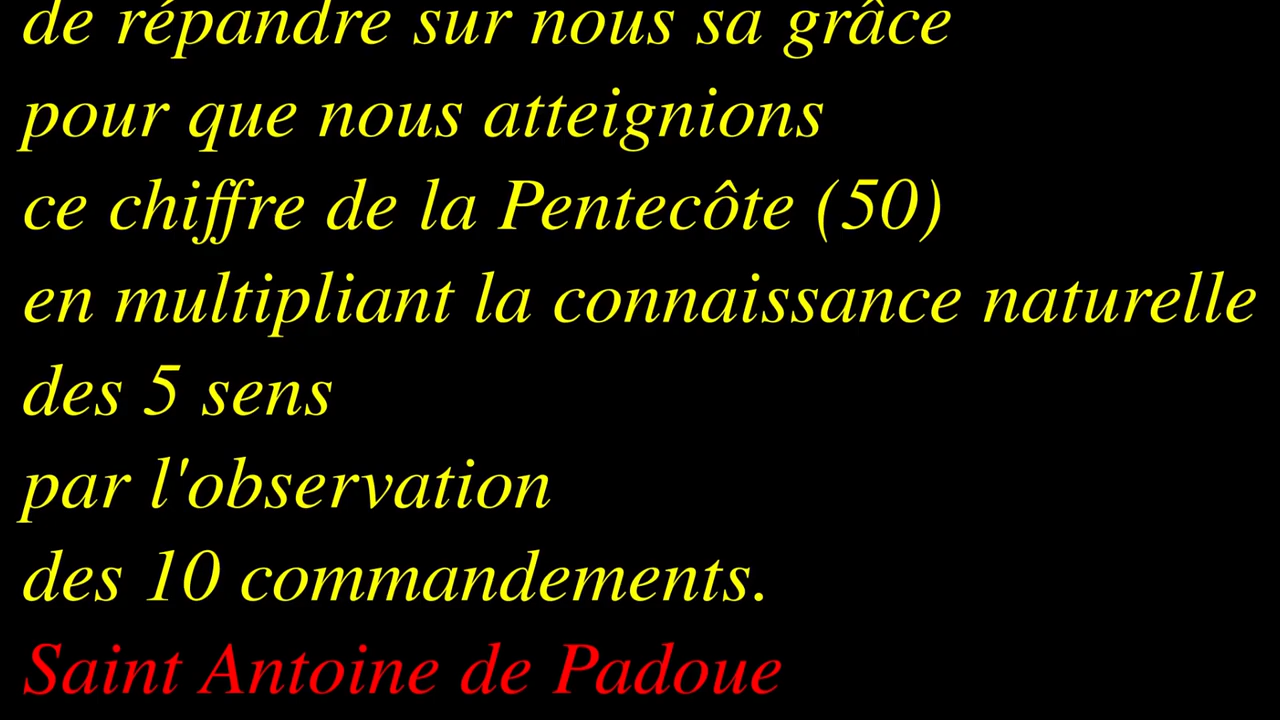 de répandre sur nous sa grâce
pour que nous atteignions
ce chiffre de la Pentecôte (50)
en multipliant la connaissance naturelle
des 5 sens
par l'observation
des 10 commandements.
Saint Antoine de Padoue